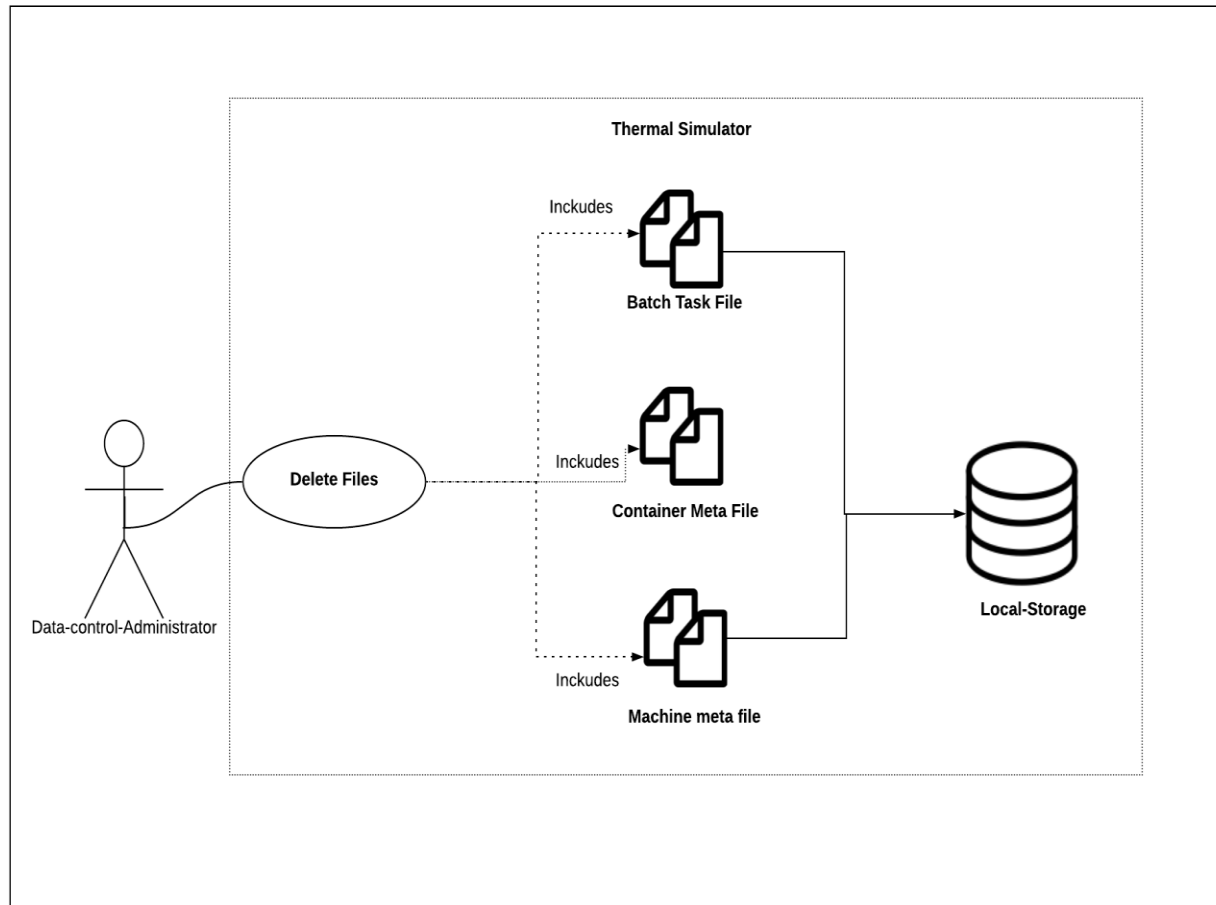 Thermal Simulator
Inckudes
Batch Task File
Delete Files
Inckudes
Container Meta File
Local-Storage
Data-control-Administrator
Inckudes
Machine meta file